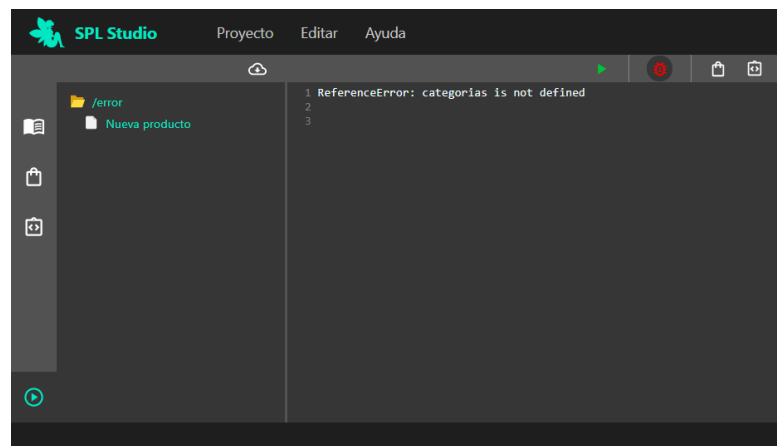 SPL Studio Proyecto Editar Ayuda
/error
Nueva producto
1 ReferenceError: categorias is not defined
2
3